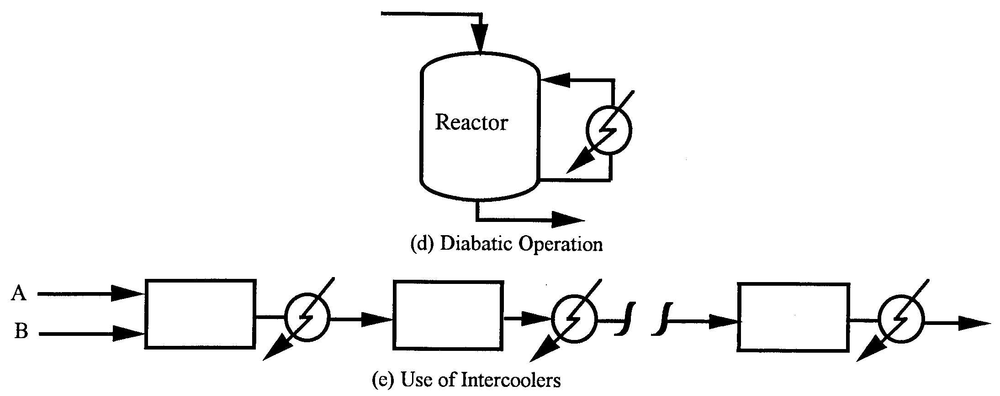 Reactor
(d) Diabatic Operation
A
B
(e) Use of Intercoolers